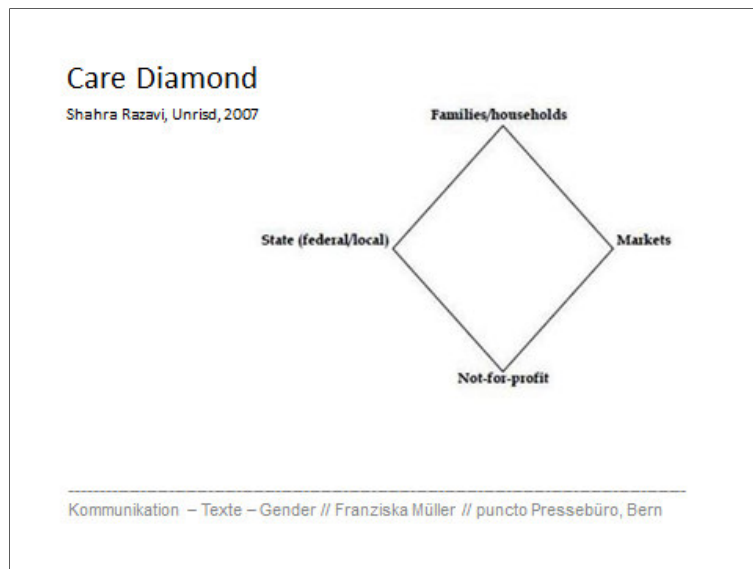 Care Diamond
Shahra Razavi, Unrisd, 2007
Families/households
State (federal/local)
Markets
Not-for-profit
Kommunikation – Texte – Gender // Franziska Müller // puncto Pressebüro, Bern